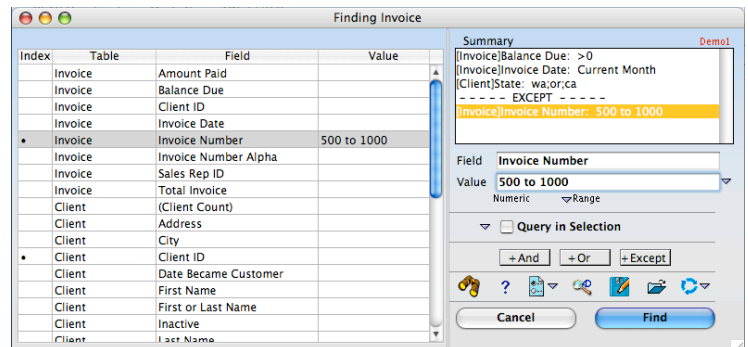 Finding Invoice
Index Table Field Value
Invoice Amount Paid
Invoice Balance Due
Invoice Client ID
Invoice Invoice Date
• Invoice Invoice Number 500 to 1000
Invoice Invoice Number Alpha
Invoice Sales Rep ID
Invoice Total Invoice
Client (Client Count)
Client Address
Client City
• Client Client ID
Client Date Became Customer
Client First Name
Client First or Last Name
Client Inactive
Client Last Name
Summary Demo1
[Invoice]Balance Due: >0
[Invoice]Invoice Date: Current Month
[Client]State: wa;or;ca
- - - - - EXCEPT - - - - -
[Invoice]Invoice Number: 500 to 1000
Field Invoice Number
Value 500 to 1000
Numeric Range
Query in Selection
+And +Or +Except
?
Cancel Find